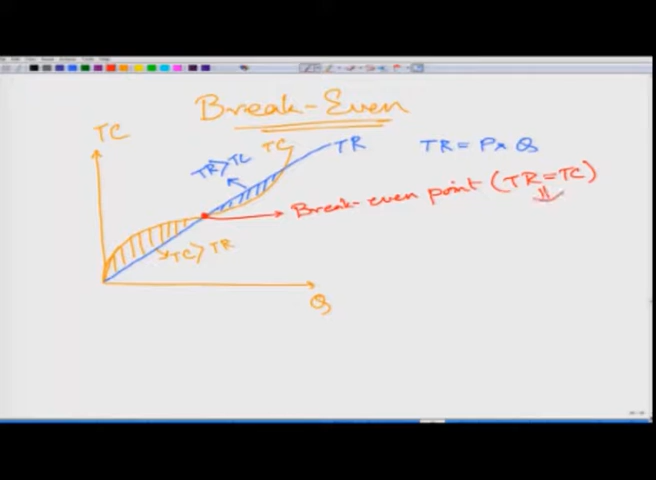 Break-Even
TC
TC
TR
TR = P x Q
TR>TC
Break-even point (TR=TC)
TC>TR
Q